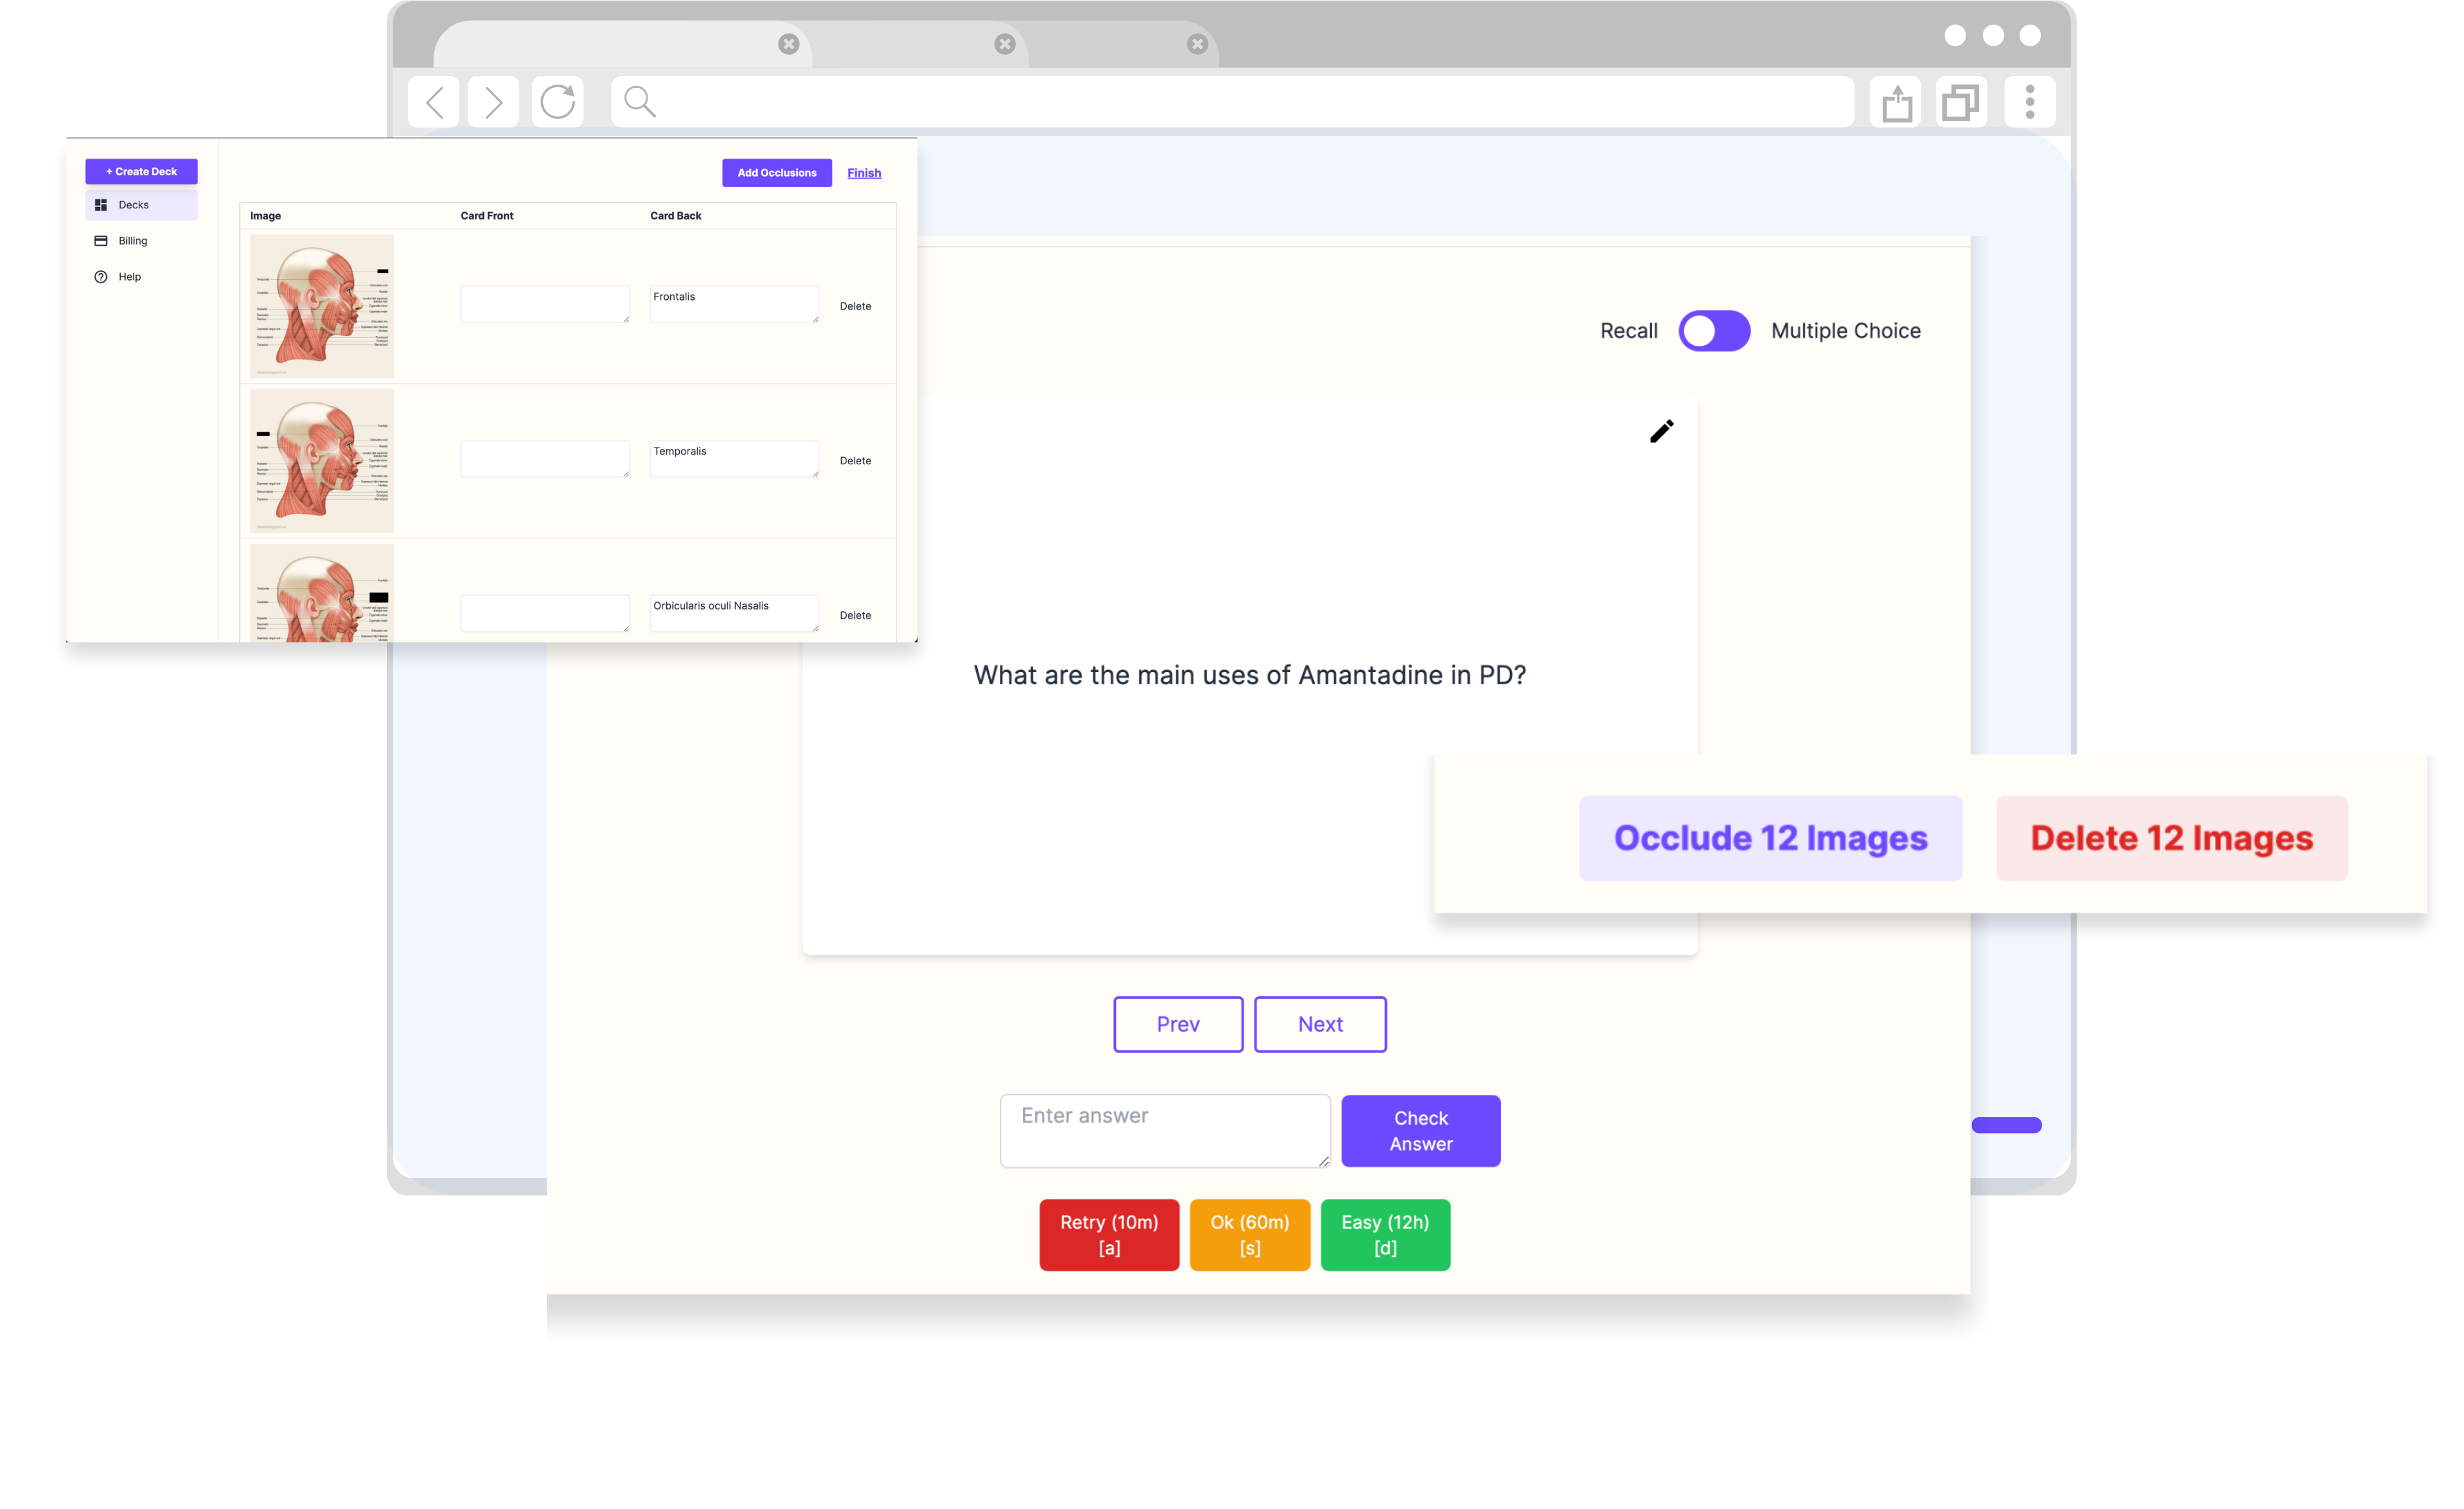 + Create Deck
Decks
Billing
Help
Add Occlusions
Finish
Image
Card Front
Card Back
Frontalis
Delete
Temporalis
Delete
Orbicularis oculi Nasalis
Delete
Recall
Multiple Choice
What are the main uses of Amantadine in PD?
Occlude 12 Images
Delete 12 Images
Prev
Next
Enter answer
Check
Answer
Retry (10m)
[a]
Ok (60m)
[s]
Easy (12h)
[d]